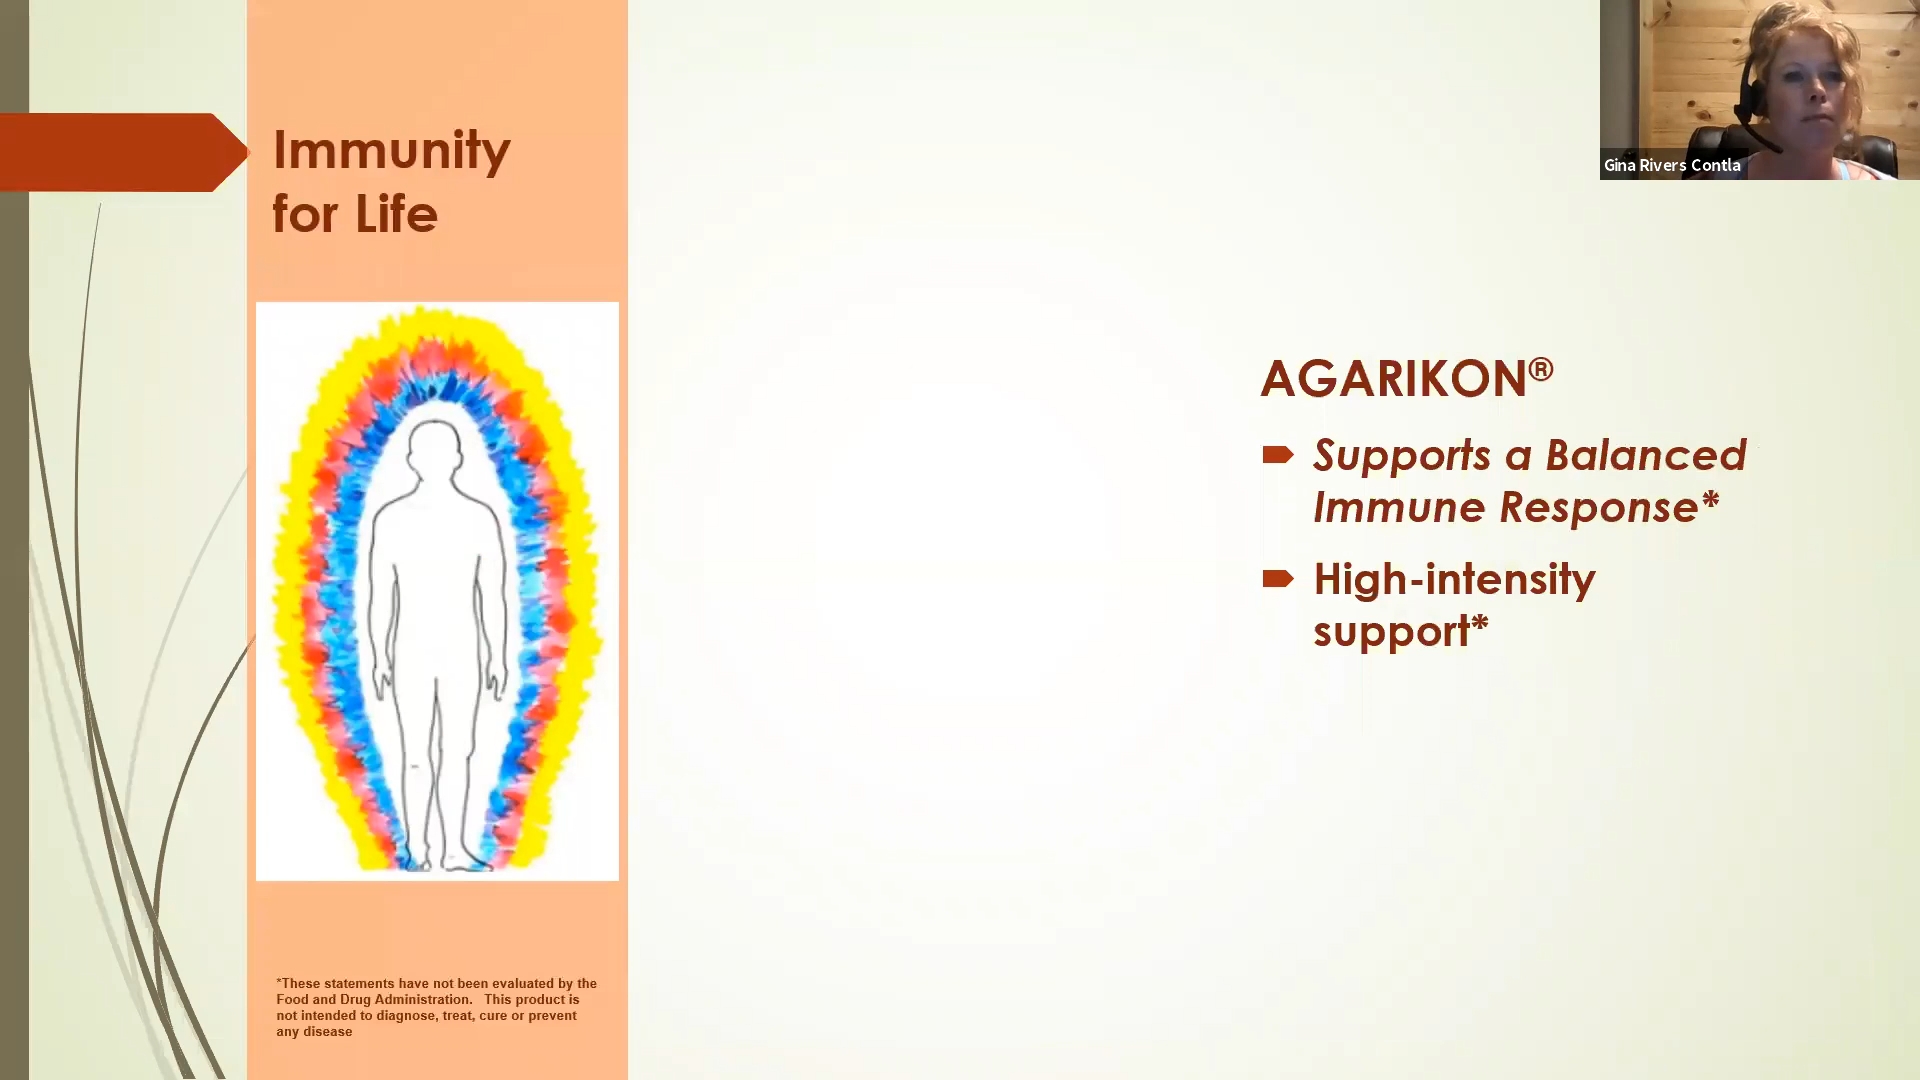 Immunity
for Life
*These statements have not been evaluated by the
Food and Drug Administration. This product is
not intended to diagnose, treat, cure or prevent
any disease
AGARIKON®
Supports a Balanced
Immune Response*
High-intensity
support*
Gina Rivers Contla